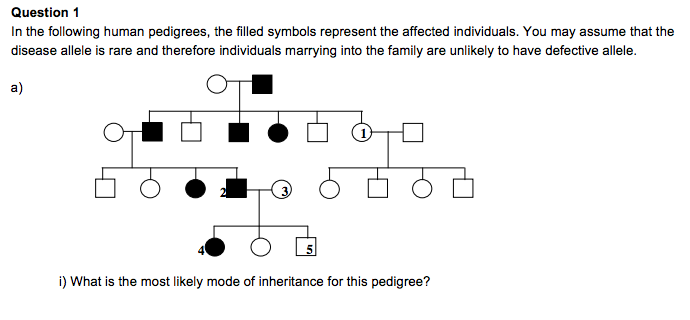 Question 1
In the following human pedigrees, the filled symbols represent the affected individuals. You may assume that the
disease allele is rare and therefore individuals marrying into the family are unlikely to have defective allele.
a)
1
2
3
4
5
i) What is the most likely mode of inheritance for this pedigree?